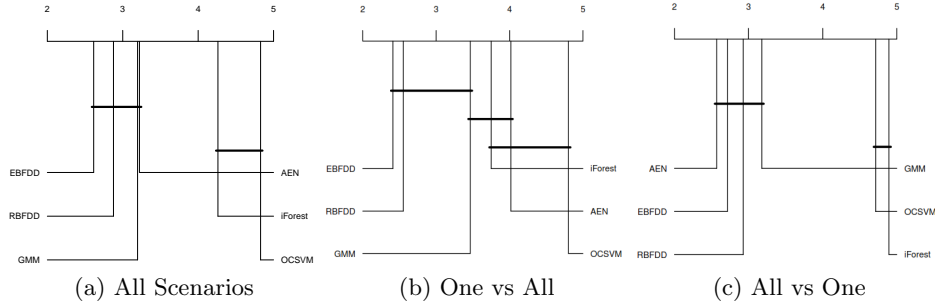 2 3 4 5
EBFDD AEN
RBFDD iForest
GMM OCSVM
(a) All Scenarios
2 3 4 5
EBFDD iForest
RBFDD AEN
GMM OCSVM
(b) One vs All
2 3 4 5
AEN GMM
EBFDD OCSVM
RBFDD iForest
(c) All vs One